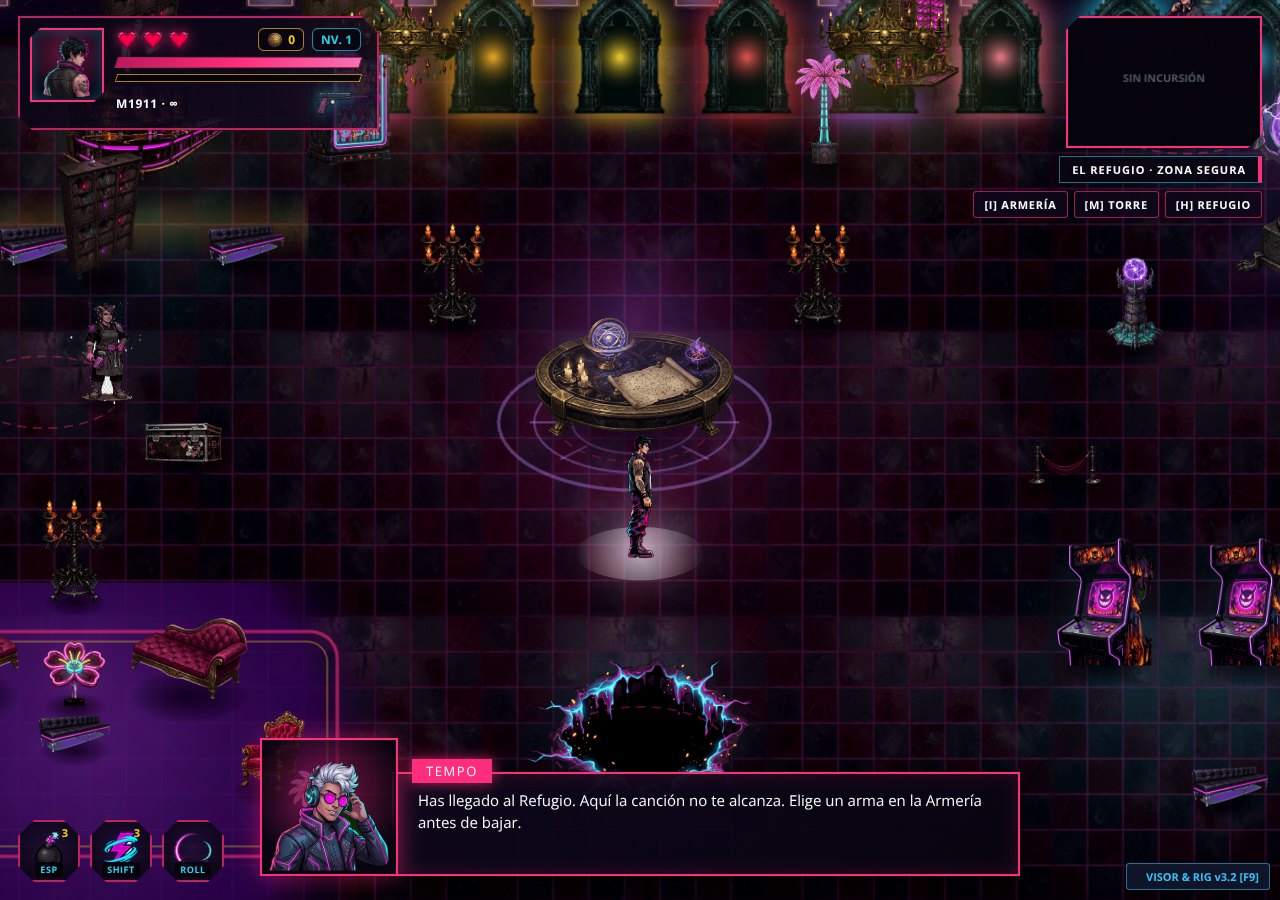 0
NV. 1
M1911 · ∞
SIN INCURSIÓN
EL REFUGIO · ZONA SEGURA
[I] ARMERÍA
[M] TORRE
[H] REFUGIO
TEMPO
Has llegado al Refugio. Aquí la canción no te alcanza. Elige un arma en la Armería
antes de bajar.
3
ESP
3
SHIFT
ROLL
VISOR & RIG v3.2 [F9]